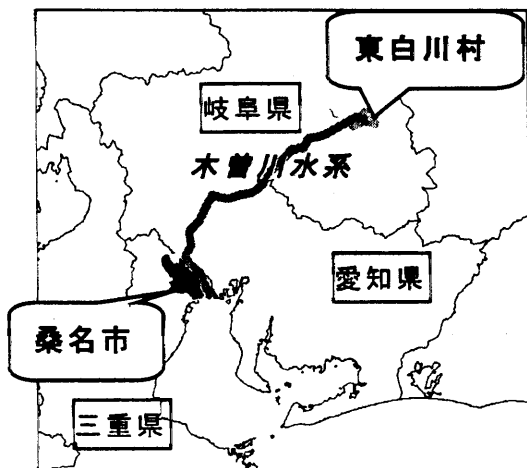 東白川村
岐阜県
木曽川水系
愛知県
桑名市
三重県